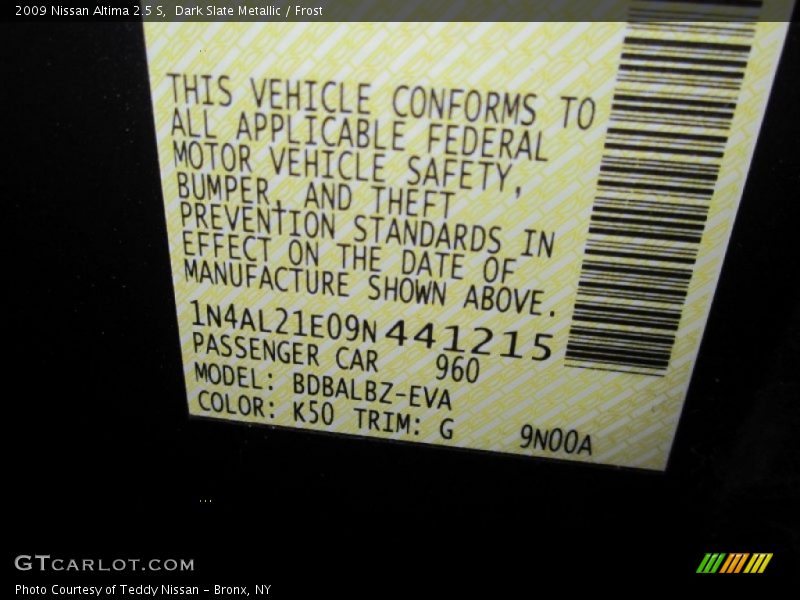 2009 Nissan Altima 2.5 S,  Dark Slate Metallic / Frost
THIS VEHICLE CONFORMS TO
ALL APPLICABLE FEDERAL
MOTOR VEHICLE SAFETY,
BUMPER, AND THEFT
PREVENTION STANDARDS IN
EFFECT ON THE DATE OF
MANUFACTURE SHOWN ABOVE.
1N4AL21E09N441215
PASSENGER CAR 960
MODEL: BDBALBZ-EVA
COLOR: K50 TRIM: G 9N00A
...
GTCARLOT.COM
Photo Courtesy of Teddy Nissan - Bronx, NY